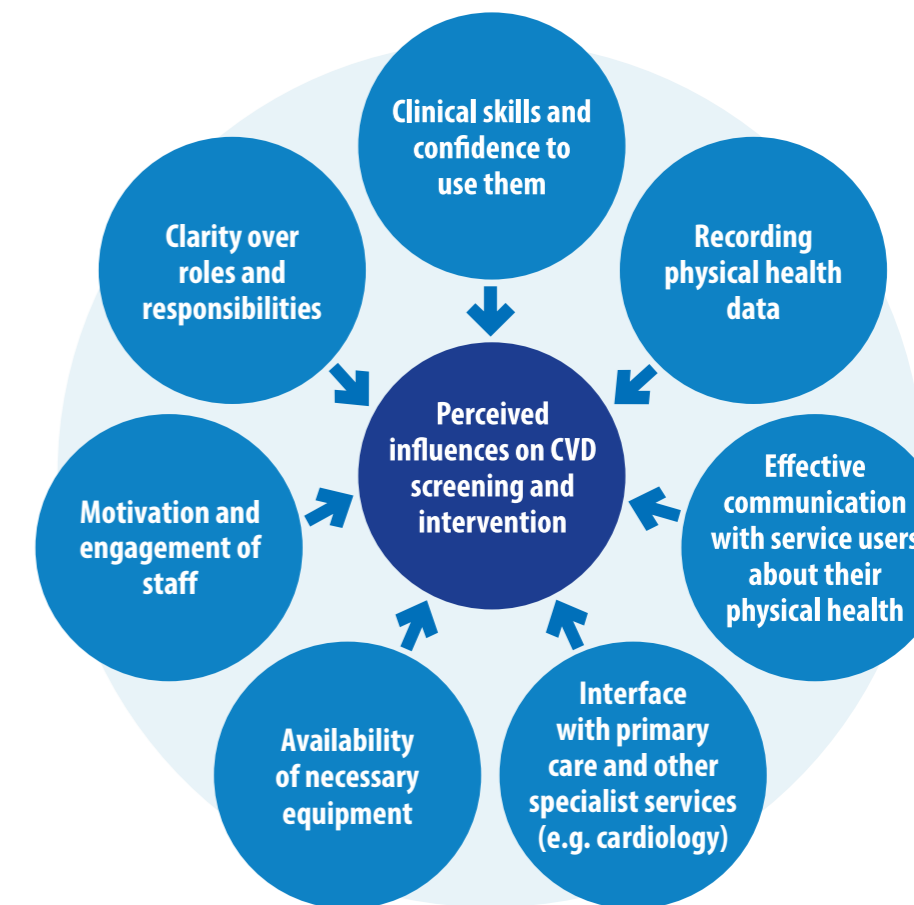 Clinical skills and
confidence to
use them
Recording
physical health
data
Effective
communication
with service users
about their
physical health
Interface
with primary
care and other
specialist services
(e.g. cardiology)
Availability
of necessary
equipment
Motivation and
engagement of
staff
Clarity over
roles and
responsibilities
Perceived
influences on CVD
screening and
intervention